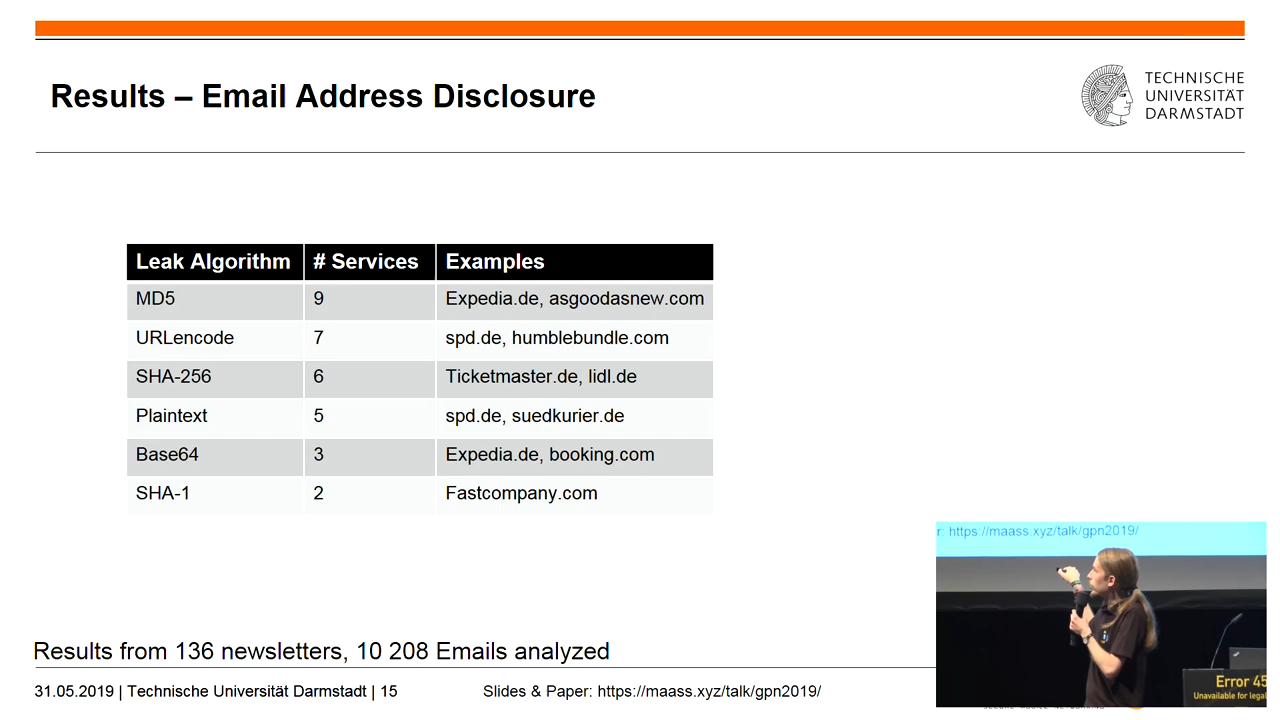 Results – Email Address Disclosure
TECHNISCHE
UNIVERSITÄT
DARMSTADT
Leak Algorithm # Services Examples
MD5 9 Expedia.de, asgoodasnew.com
URLencode 7 spd.de, humblebundle.com
SHA-256 6 Ticketmaster.de, lidl.de
Plaintext 5 spd.de, suedkurier.de
Base64 3 Expedia.de, booking.com
SHA-1 2 Fastcompany.com
r: https://maass.xyz/talk/gpn2019/
Error 45
Unavailable for legal
Results from 136 newsletters, 10 208 Emails analyzed
31.05.2019 | Technische Universität Darmstadt | 15 Slides & Paper: https://maass.xyz/talk/gpn2019/